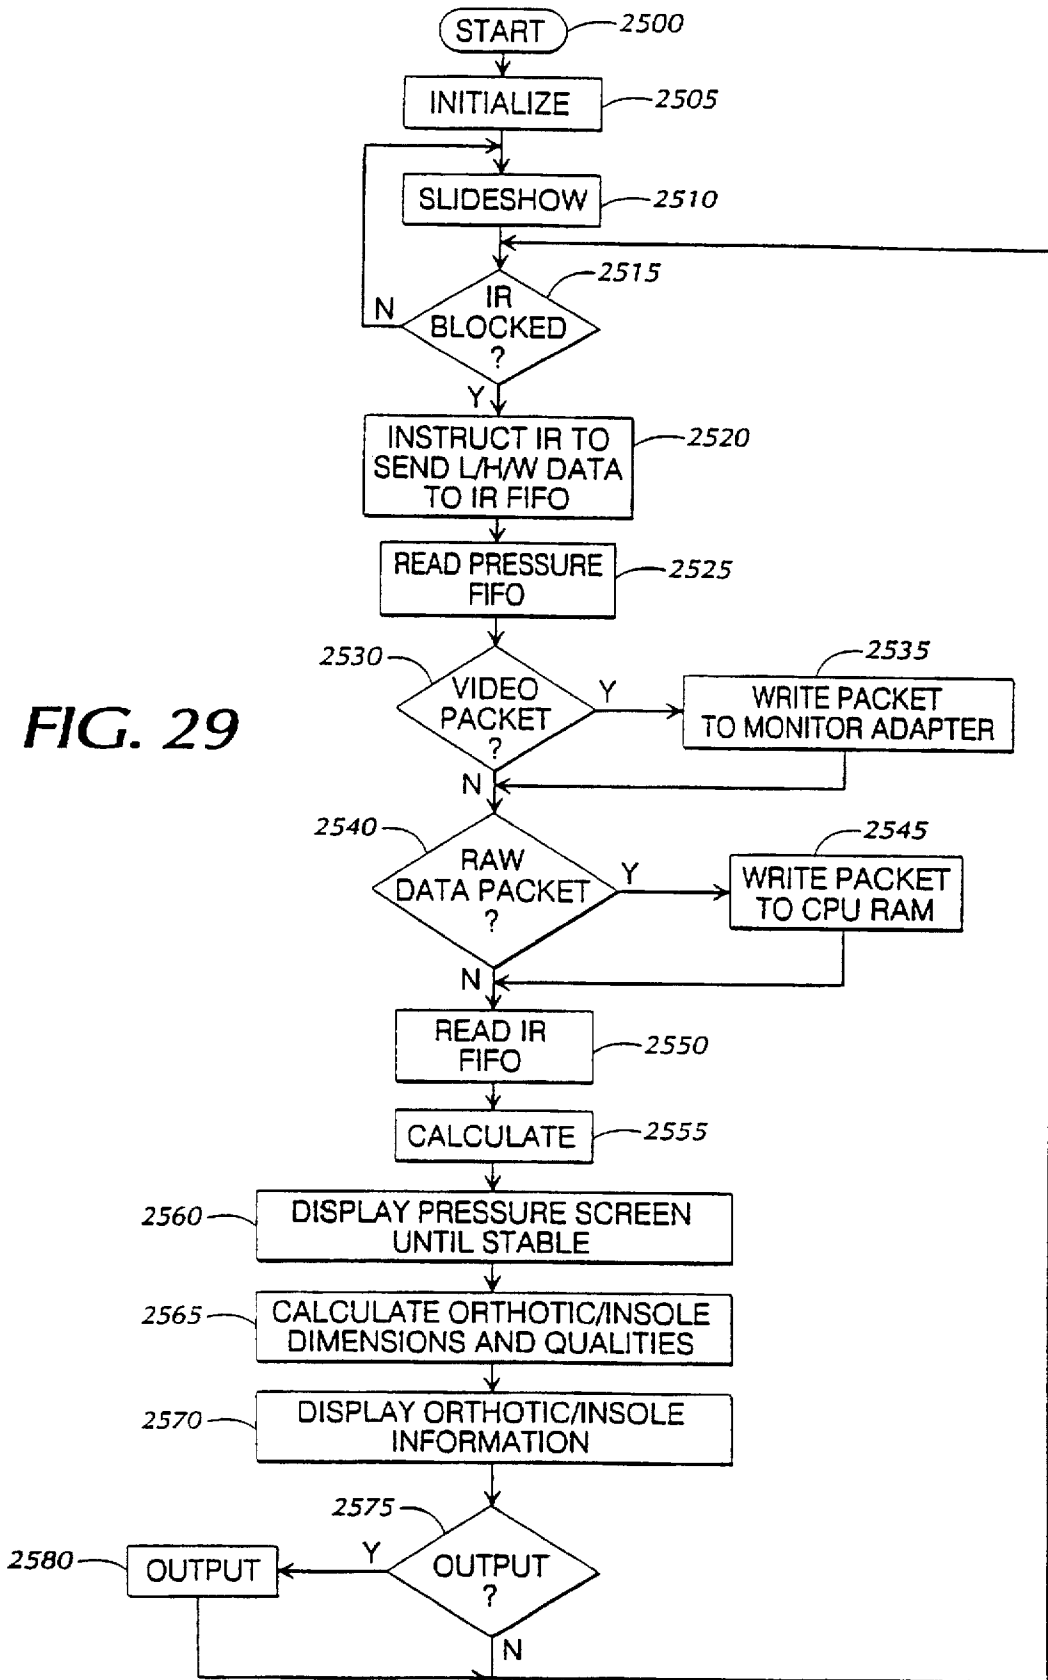 START
2500
INITIALIZE
2505
SLIDESHOW
2510
IR
BLOCKED
?
2515
N
Y
INSTRUCT IR TO
SEND L/H/W DATA
TO IR FIFO
2520
READ PRESSURE
FIFO
2525
2530
VIDEO
PACKET
?
Y
2535
WRITE PACKET
TO MONITOR ADAPTER
FIG. 29
N
2540
RAW
DATA PACKET
?
Y
2545
WRITE PACKET
TO CPU RAM
N
READ IR
FIFO
2550
CALCULATE
2555
2560
DISPLAY PRESSURE SCREEN
UNTIL STABLE
2565
CALCULATE ORTHOTIC/INSOLE
DIMENSIONS AND QUALITIES
2570
DISPLAY ORTHOTIC/INSOLE
INFORMATION
2575
OUTPUT
?
Y
2580
OUTPUT
N